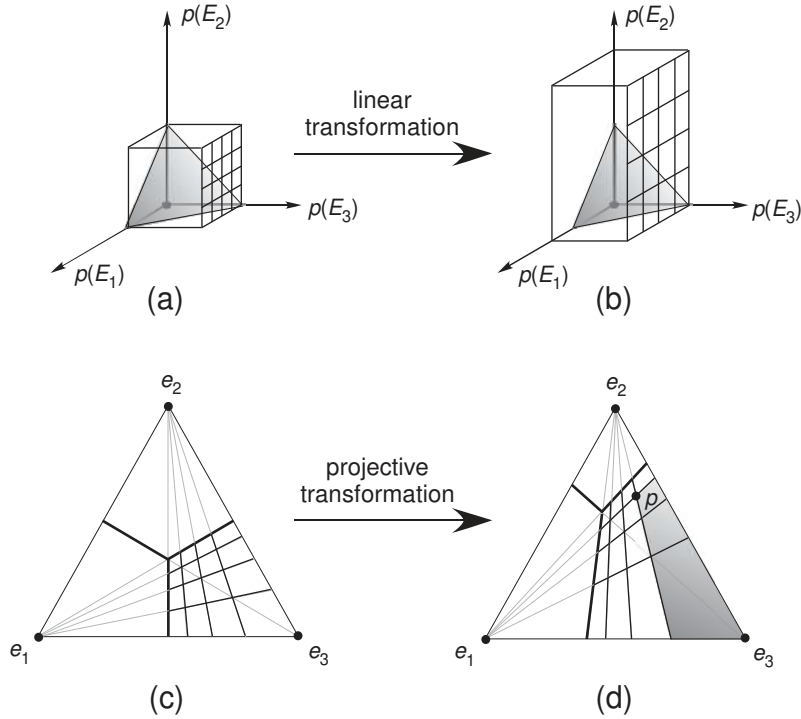 p(E₂)
p(E₂)
linear
transformation
p(E₃)
p(E₃)
p(E₁)
p(E₁)
(a)
(b)
e₂
e₂
projective
transformation
p
e₁
e₃
e₁
e₃
(c)
(d)